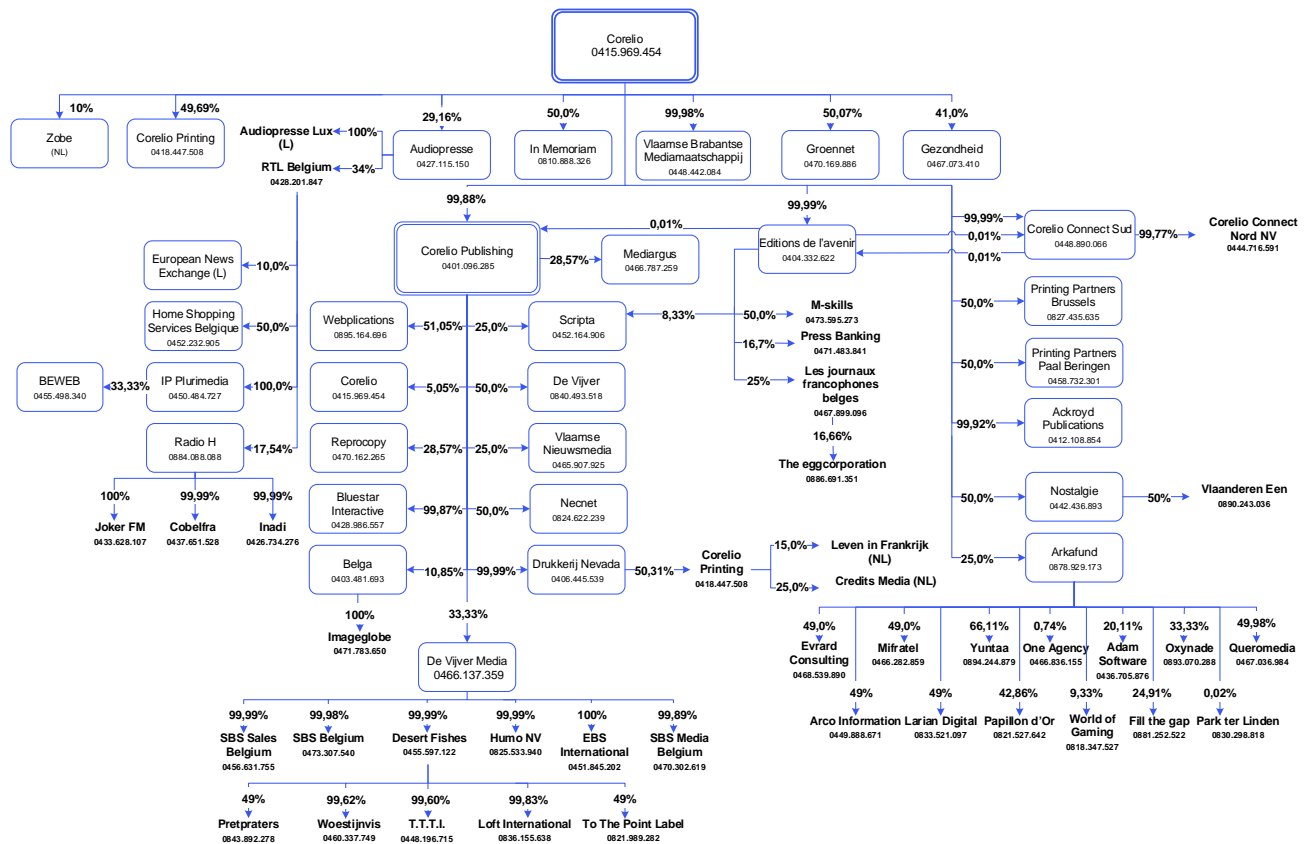 Corelio
0415.969.454
10%
49,69%
29,16%
50,0%
99,98%
50,07%
41,0%
Zobe
(NL)
Corelio Printing
0418.447.508
Audiopresse Lux
(L)
100%
RTL Belgium
0428.201.847
34%
Audiopresse
0427.115.150
In Memoriam
0810.888.326
Vlaamse Brabantse
Mediamaatschappij
0448.442.084
Groennet
0470.169.886
Gezondheid
0467.073.410
99,88%
99,99%
0,01%
99,99%
0,01%
0,01%
Corelio Publishing
0401.096.285
28,57%
Mediargus
0466.787.259
Editions de l'avenir
0404.332.622
Corelio Connect Sud
0448.890.066
99,77%
Corelio Connect
Nord NV
0444.716.591
European News
Exchange (L)
10,0%
Home Shopping
Services Belgique
0452.232.905
50,0%
BEWEB
0455.498.340
33,33%
IP Plurimedia
0450.484.727
100,0%
Radio H
0884.088.088
17,54%
100%
99,99%
99,99%
Joker FM
0433.628.107
Cobelfra
0437.651.528
Inadi
0426.734.276
Webplications
0895.164.696
51,05%
25,0%
Scripta
0452.164.906
8,33%
Corelio
0415.969.454
5,05%
50,0%
De Vijver
0840.493.518
Reprocopy
0470.162.265
28,57%
25,0%
Vlaamse
Nieuwsmedia
0465.907.925
Bluestar
Interactive
0428.986.557
99,87%
50,0%
Necnet
0824.622.239
Belga
0403.481.693
10,85%
99,99%
Drukkerij Nevada
0406.445.539
50,31%
Corelio
Printing
0418.447.508
15,0%
Leven in Frankrijk
(NL)
25,0%
Credits Media (NL)
100%
Imageglobe
0471.783.650
50,0%
M-skills
0473.595.273
16,7%
Press Banking
0471.483.841
25%
Les journaux
francophones
belges
0467.899.096
16,66%
The eggcorporation
0886.691.351
50,0%
Printing Partners
Brussels
0827.435.635
50,0%
Printing Partners
Paal Beringen
0458.732.301
99,92%
Ackroyd
Publications
0412.108.854
50,0%
Nostalgie
0442.436.893
50%
Vlaanderen Een
0890.243.036
25,0%
Arkafund
0878.929.173
49,0%
49,0%
66,11%
0,74%
20,11%
33,33%
49,98%
Evrard
Consulting
0468.539.890
Mifratel
0466.282.859
Yuntaa
0894.244.879
One Agency
0466.836.155
Adam
Software
0436.705.876
Oxynade
0893.070.288
Queromedia
0467.036.984
49%
49%
42,86%
9,33%
24,91%
0,02%
Arco Information
0449.888.671
Larian Digital
0833.521.097
Papillon d'Or
0821.527.642
World of
Gaming
0818.347.527
Fill the gap
0881.252.522
Park ter Linden
0830.298.818
33,33%
De Vijver Media
0466.137.359
99,99%
99,98%
99,99%
99,99%
100%
99,89%
SBS Sales
Belgium
0456.631.755
SBS Belgium
0473.307.540
Desert Fishes
0455.597.122
Humo NV
0825.533.940
EBS
International
0451.845.202
SBS Media
Belgium
0470.302.619
49%
99,62%
99,60%
99,83%
49%
Pretpraters
0843.892.278
Woestijnvis
0460.337.749
T.T.T.I.
0448.196.715
Loft International
0836.155.638
To The Point Label
0821.989.282